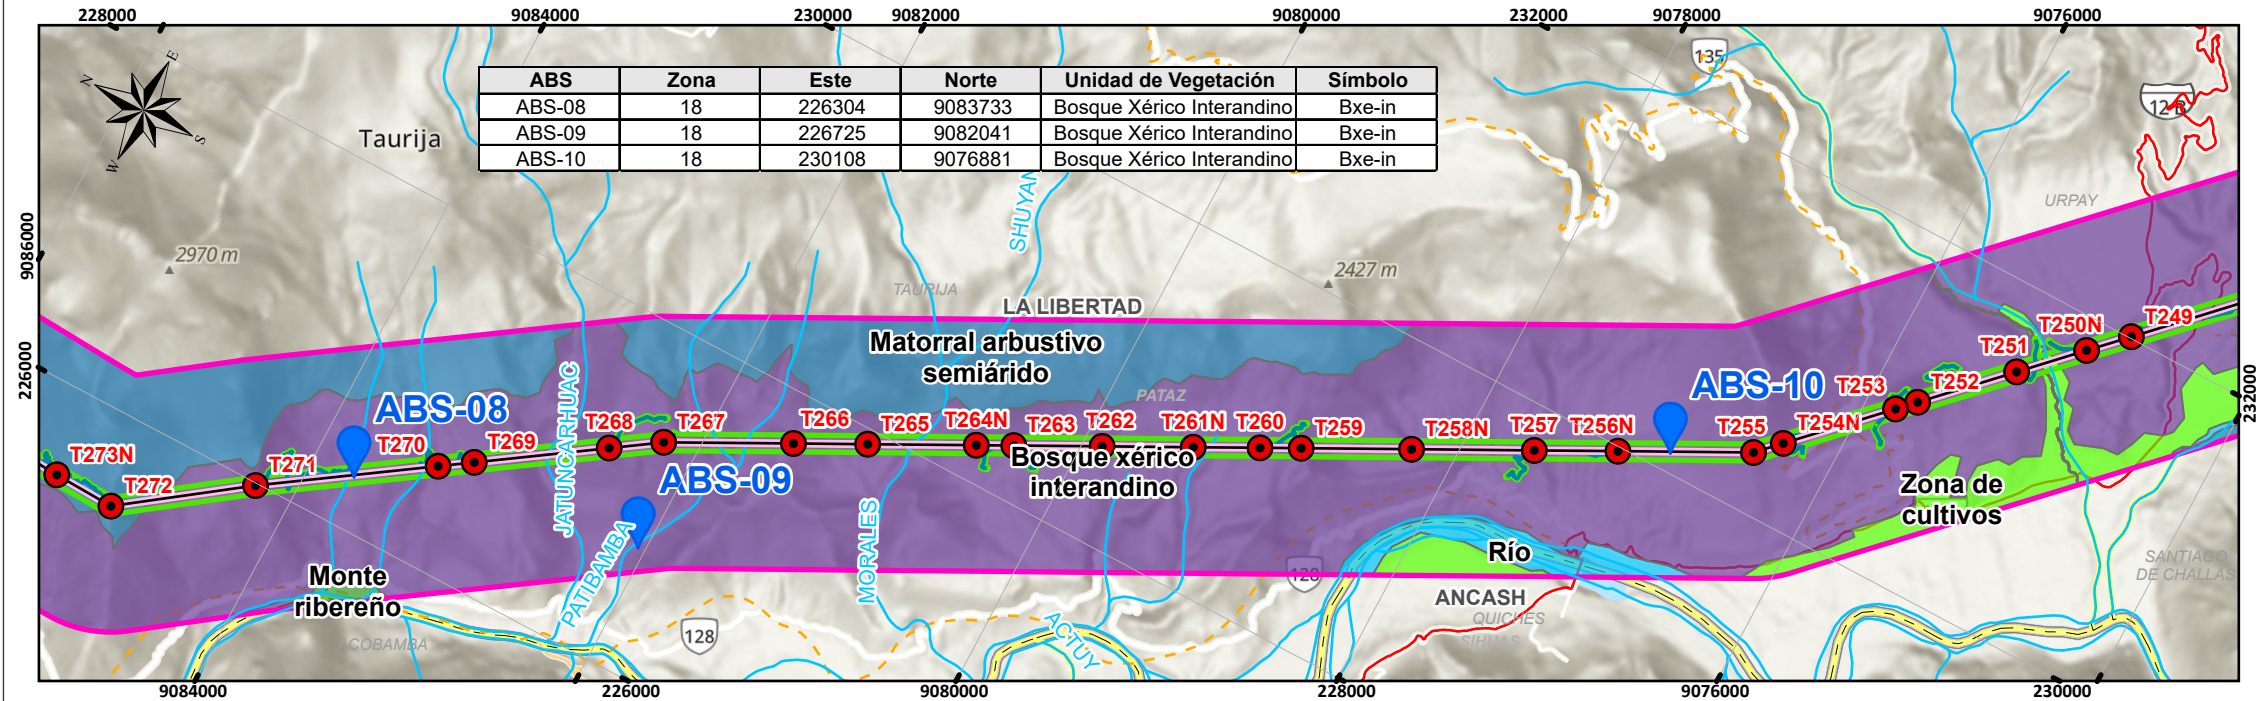 228000 9084000 230000 9082000 9080000 232000 9078000 9076000
N E W S
Taurija
ABS Zona Este Norte Unidad de Vegetación Símbolo
ABS-08 18 226304 9083733 Bosque Xérico Interandino Bxe-in
ABS-09 18 226725 9082041 Bosque Xérico Interandino Bxe-in
ABS-10 18 230108 9076881 Bosque Xérico Interandino Bxe-in
135
12-B
URPAY
SHUYAN
2970 m
2427 m
TAURIJA
LA LIBERTAD
9086000
226000
232000
Matorral arbustivo
semiárido
PATAZ
JATUNCARHUAC
ABS-08
ABS-09
ABS-10
T273N T272 T271 T270 T269 T268 T267 T266 T265 T264N T263 T262 T261N T260 T259 T258N T257 T256N T255 T254N T253 T252 T251 T250N T249
Bosque xérico
interandino
Zona de
cultivos
MORALES
PATIBAMBA
Río
Monte
ribereño
128
128
ACTUY
ANCASH
QUICHES
SIHUAS
SANTIAGO
DE CHALLAS
ACOBAMBA
9084000 226000 9080000 228000 9076000 230000